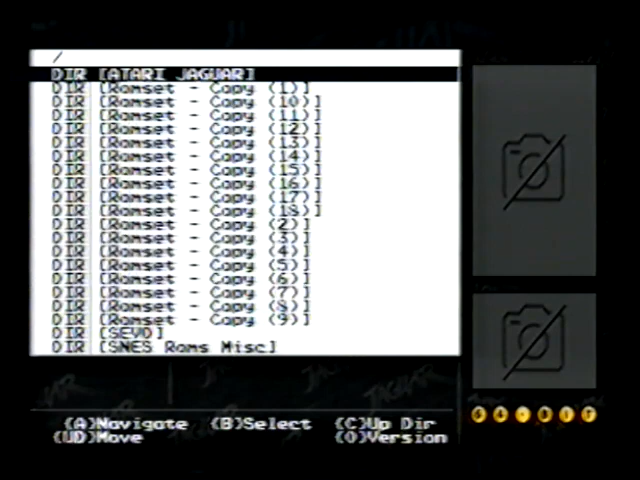 /
DIR [ATARI JAGUAR]
DIR [Romset - Copy (1)]
DIR [Romset - Copy (10)]
DIR [Romset - Copy (11)]
DIR [Romset - Copy (12)]
DIR [Romset - Copy (13)]
DIR [Romset - Copy (14)]
DIR [Romset - Copy (15)]
DIR [Romset - Copy (16)]
DIR [Romset - Copy (17)]
DIR [Romset - Copy (18)]
DIR [Romset - Copy (2)]
DIR [Romset - Copy (3)]
DIR [Romset - Copy (4)]
DIR [Romset - Copy (5)]
DIR [Romset - Copy (6)]
DIR [Romset - Copy (7)]
DIR [Romset - Copy (8)]
DIR [Romset - Copy (9)]
DIR [SEVO]
DIR [SNES Roms Misc]
(A)Navigate (B)Select (C)Up Dir
(UD)Move (0)Version
64-BIT